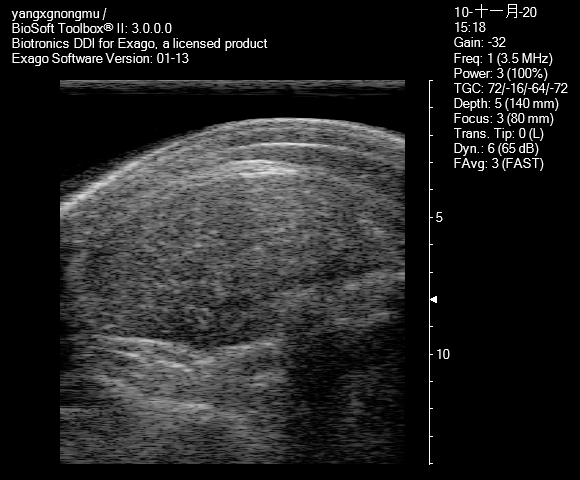 yangxgnongmu /
BioSoft Toolbox® II: 3.0.0.0
Biotronics DDI for Exago, a licensed product
Exago Software Version: 01-13
10-十一月-20
15:18
Gain: -32
Freq: 1 (3.5 MHz)
Power: 3 (100%)
TGC: 72/-16/-64/-72
Depth: 5 (140 mm)
Focus: 3 (80 mm)
Trans. Tip: 0 (L)
Dyn.: 6 (65 dB)
FAvg: 3 (FAST)
5
10